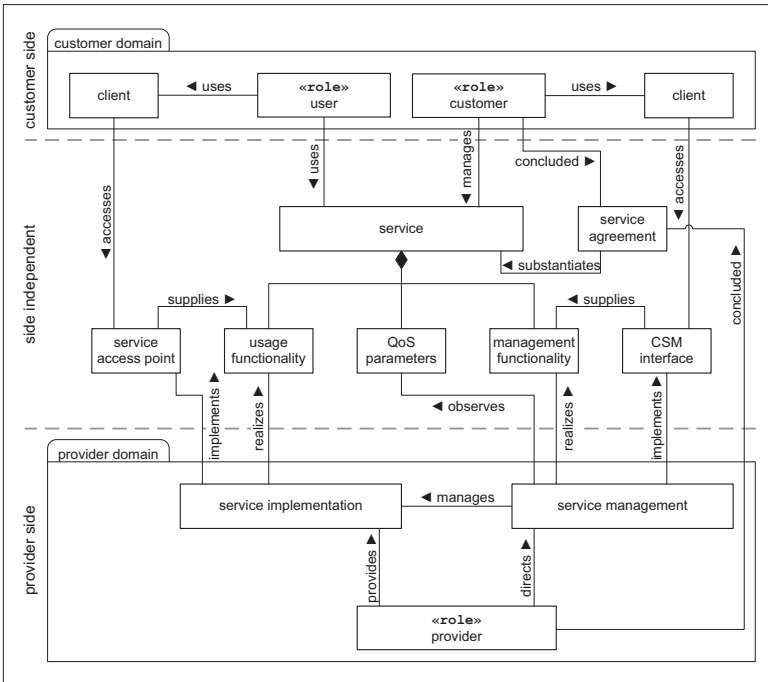 customer side
customer domain
client
◄ uses
«role»
user
«role»
customer
uses ►
client
side independent
◄ accesses
◄ uses
◄ manages
concluded ►
◄ accesses
service
service
agreement
◄ substantiates
concluded ►
supplies ►
◄ supplies
service
access point
usage
functionality
QoS
parameters
management
functionality
CSM
interface
implements ►
realizes ►
◄ observes
realizes ►
implements ►
provider side
provider domain
service implementation
◄ manages
service management
provides ►
directs ►
«role»
provider